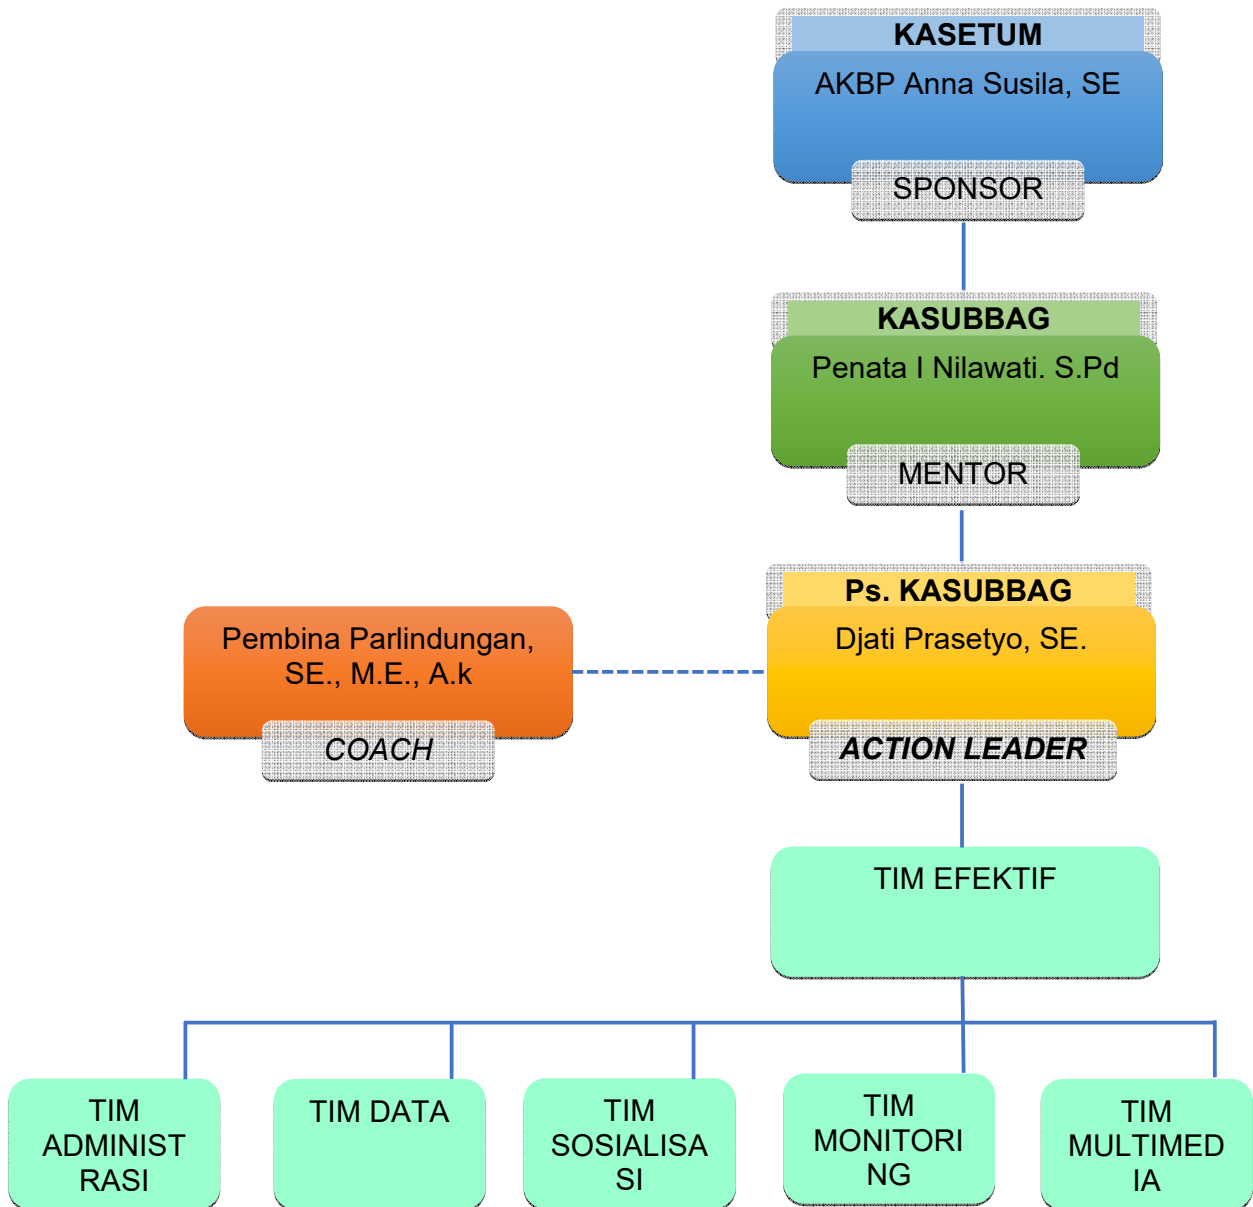 KASETUM
AKBP Anna Susila, SE
SPONSOR
KASUBBAG
Penata I Nilawati. S.Pd
MENTOR
Ps. KASUBBAG
Djati Prasetyo, SE.
ACTION LEADER
Pembina Parlindungan,
SE., M.E., A.k
COACH
TIM EFEKTIF
TIM
ADMINIST
RASI
TIM DATA
TIM
SOSIALISA
SI
TIM
MONITORI
NG
TIM
MULTIMED
IA